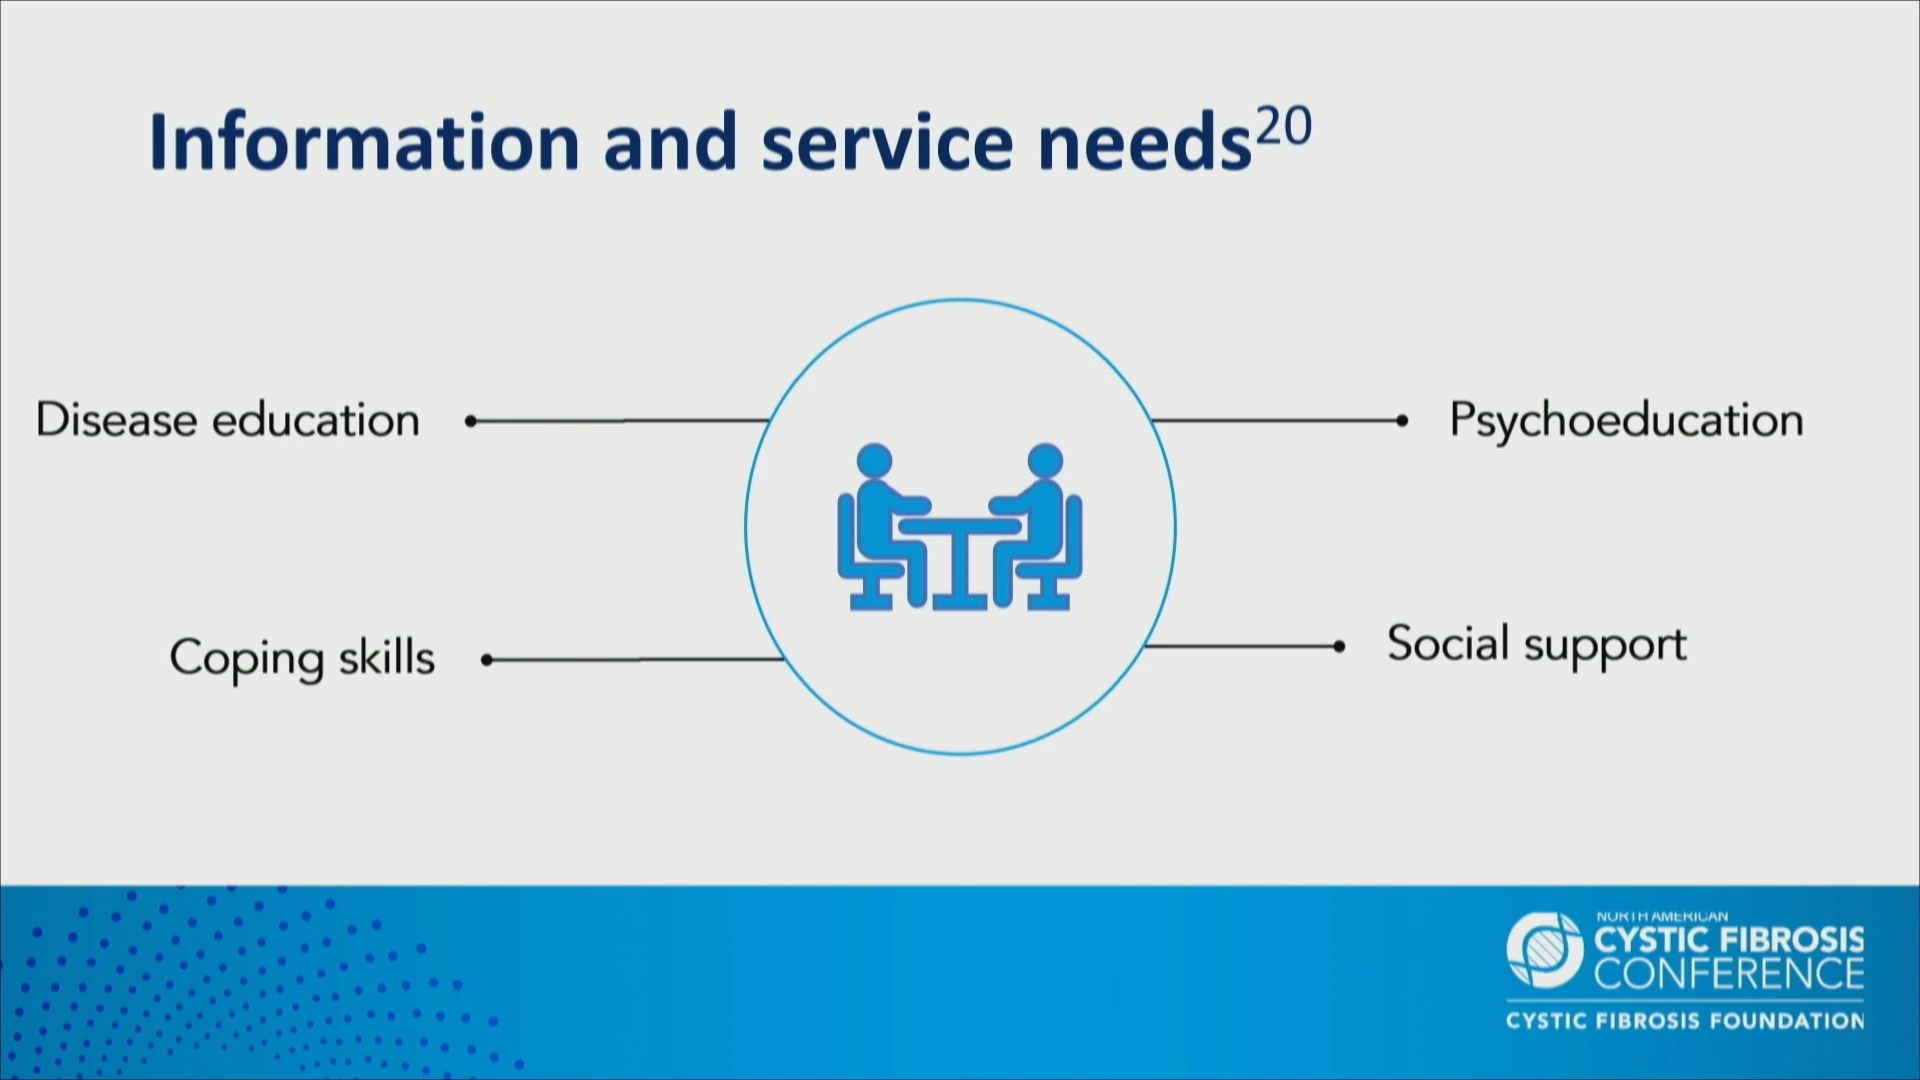 Information and service needs20
Disease education
Psychoeducation
Coping skills
Social support
NORTH AMERICAN
CYSTIC FIBROSIS
CONFERENCE
CYSTIC FIBROSIS FOUNDATION